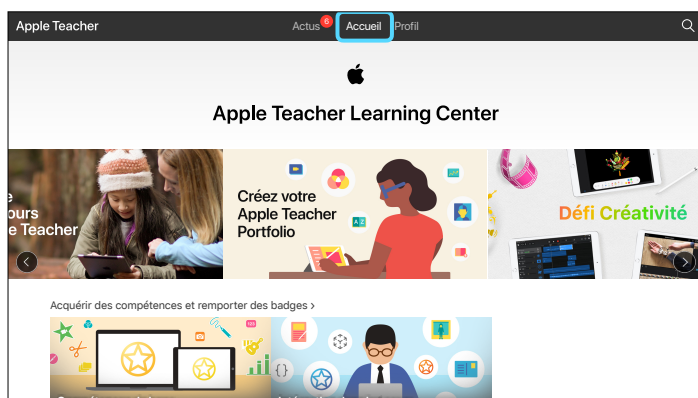 Apple Teacher
Actus 6 Accueil Profil
Apple Teacher Learning Center
ours
e Teacher
Créez votre
Apple Teacher
Portfolio
A Z
Défi Créativité
Acquérir des compétences et remporter des badges >
123
{}